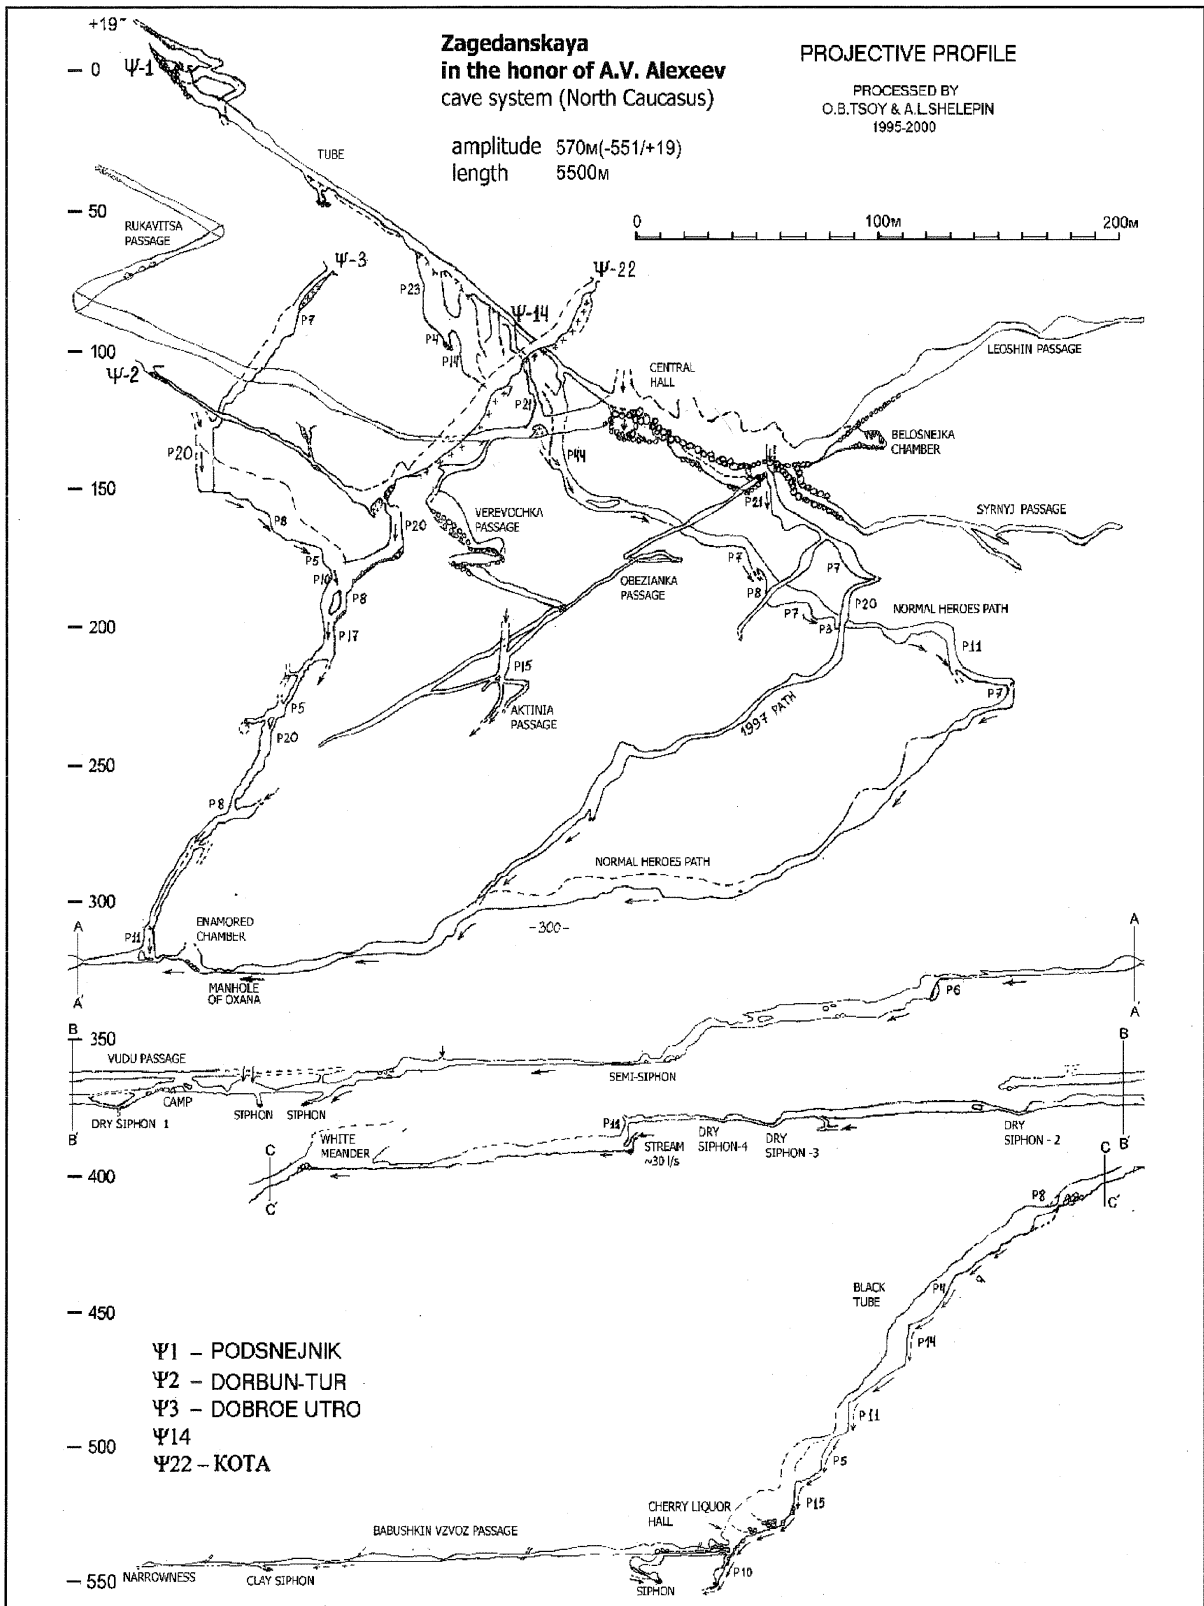 +19
Zagedanskaya
in the honor of A.V. Alexeev
cave system (North Caucasus)
amplitude 570м(-551/+19)
length 5500м
PROJECTIVE PROFILE
PROCESSED BY
O.B.TSOY & A.L.SHELEPIN
1995-2000
0
Ψ-1
TUBE
50
0
100м
200м
RUKAVITSA
PASSAGE
Ψ-3
Ψ-22
P23
P7
Ψ-14
P4
P14
100
Ψ-2
LEOSHIN PASSAGE
CENTRAL
HALL
P21
BELOSNEJKA
CHAMBER
P20
P44
150
P21
SYRNYJ PASSAGE
P8
P20
VEREVOCHKA
PASSAGE
P5
P10
P8
OBEZIANKA
PASSAGE
P7
P8
P7
P20
P7
P3
NORMAL HEROES PATH
200
P17
P11
P15
P7
P5
AKTINIA
PASSAGE
1997 PATH
P20
250
P8
NORMAL HEROES PATH
300
ENAMORED
CHAMBER
-300-
A
P11
A
MANHOLE
OF OXANA
P6
A'
A'
B
350
B
VUDU PASSAGE
SEMI-SIPHON
CAMP
DRY SIPHON 1
SIPHON
SIPHON
B'
P11
DRY
SIPHON-4
DRY
SIPHON-3
DRY
SIPHON-2
B'
WHITE
MEANDER
STREAM
~30 l/s
C
C
400
C'
P8
C'
BLACK
TUBE
P4
450
P14
Ψ1 – PODSNEJNIK
Ψ2 – DORBUN-TUR
Ψ3 – DOBROE UTRO
Ψ14
Ψ22 – KOTA
P11
500
P5
P15
CHERRY LIQUOR
HALL
BABUSHKIN VZVOZ PASSAGE
P10
NARROWNESS
CLAY SIPHON
SIPHON
550